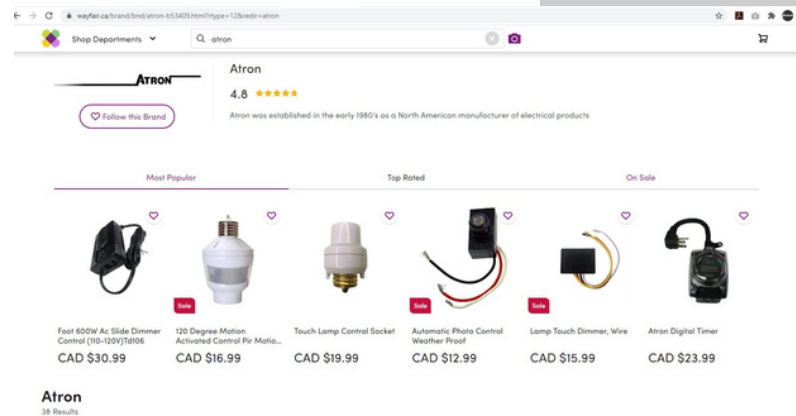 wayfair.ca/brand/bnd/atron-b53409.html?rtype=12&redir=atron
Shop Departments
atron
ATRON
Follow this Brand
Atron
4.8
Atron was established in the early 1980's as a North American manufacturer of electrical products
Most Popular
Top Rated
On Sale
Sale
Sale
Sale
Foot 600W Ac Slide Dimmer
Control (110-120V)Td106
CAD $30.99
120 Degree Motion
Activated Control Pir Motio...
CAD $16.99
Touch Lamp Control Socket
CAD $19.99
Automatic Photo Control
Weather Proof
CAD $12.99
Lamp Touch Dimmer, Wire
CAD $15.99
Atron Digital Timer
CAD $23.99
Atron
38 Results